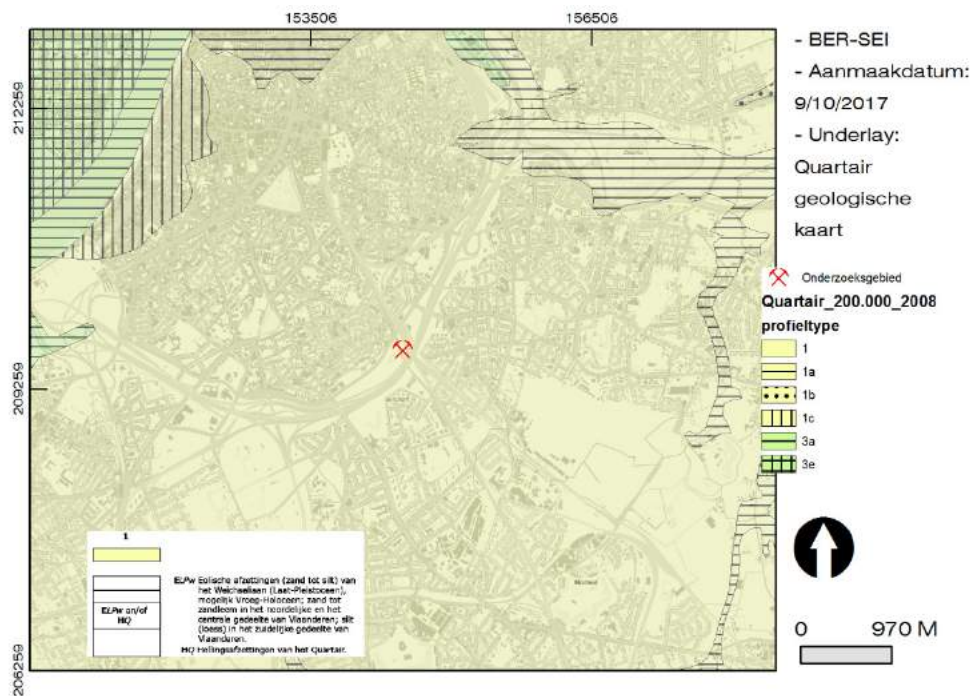 153506
156506
212259
209259
206259
- BER-SEI
- Aanmaakdatum:
9/10/2017
- Underlay:
Quartair
geologische
kaart
Onderzoeksgebied
Quartair_200.000_2008
profieltype
1
1a
1b
1c
3a
3e
0 970 M
1
ELPw en/of
HQ
ELPw Eolische afzettingen (zand tot silt) van
het Weichseliaan (Laat-Pleistoceen),
mogelijk Vroeg-Holoceen; zand tot
zandleem in het noordelijke en het
centrale gedeelte van Vlaanderen; silt
(loess) in het zuidelijke gedeelte van
Vlaanderen.
HQ Hellingsafzettingen van het Quartair.